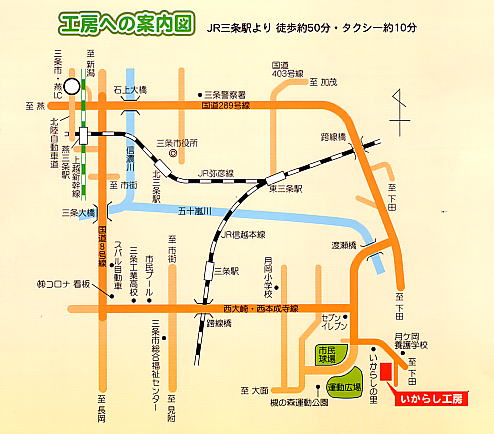 工房への案内図
JR三条駅より 徒歩約50分・タクシー約10分
三条市・燕I.C
至 新潟
石上大橋
三条警察署
国道403号線
至 加茂
至 燕
国道289号線
跨線橋
北陸自動車道
燕三条駅
上越新幹線
信濃川
三条市役所
北三条駅
JR弥彦線
東三条駅
至 市街
至 下田
三条大橋
五十嵐川
国道8号線
JR信越本線
渡瀬橋
㈱コロナ 看板
スバル自動車
三条工業高校
市民プール
至 市街
三条駅
月岡小学校
至 下田
西大崎・西本成寺線
跨線橋
セブンイレブン
三条市総合福祉センター
市民球場
いからしの里
月ケ岡養護学校
至 下田
運動広場
いからし工房
至 長岡
至 見附
至 大面
槻の森運動公園